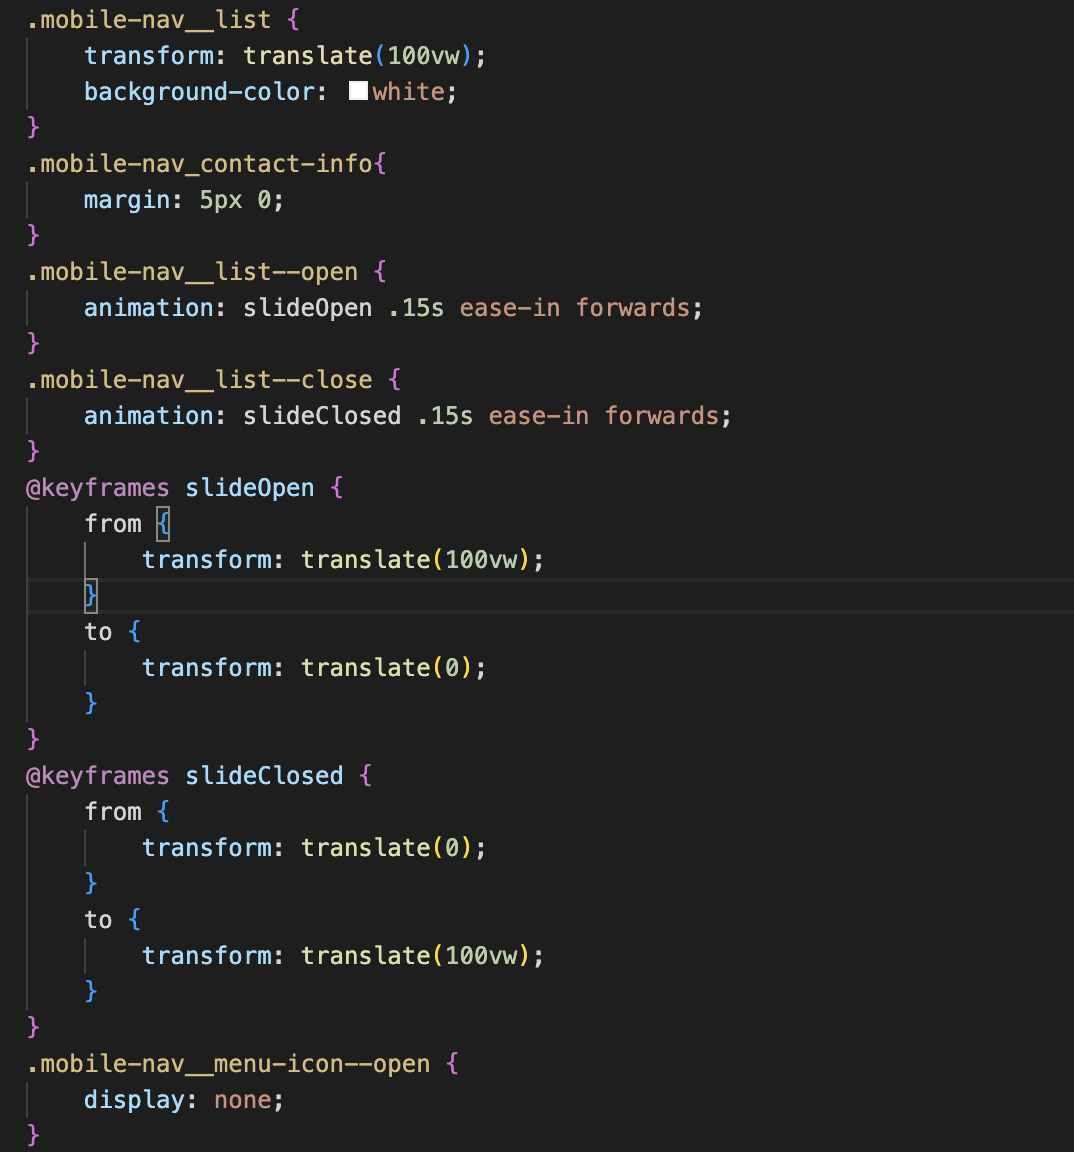 .mobile-nav__list {
    transform: translate(100vw);
    background-color: white;
}
.mobile-nav_contact-info{
    margin: 5px 0;
}
.mobile-nav__list--open {
    animation: slideOpen .15s ease-in forwards;
}
.mobile-nav__list--close {
    animation: slideClosed .15s ease-in forwards;
}
@keyframes slideOpen {
    from {
        transform: translate(100vw);
    }
    to {
        transform: translate(0);
    }
}
@keyframes slideClosed {
    from {
        transform: translate(0);
    }
    to {
        transform: translate(100vw);
    }
}
.mobile-nav__menu-icon--open {
    display: none;
}